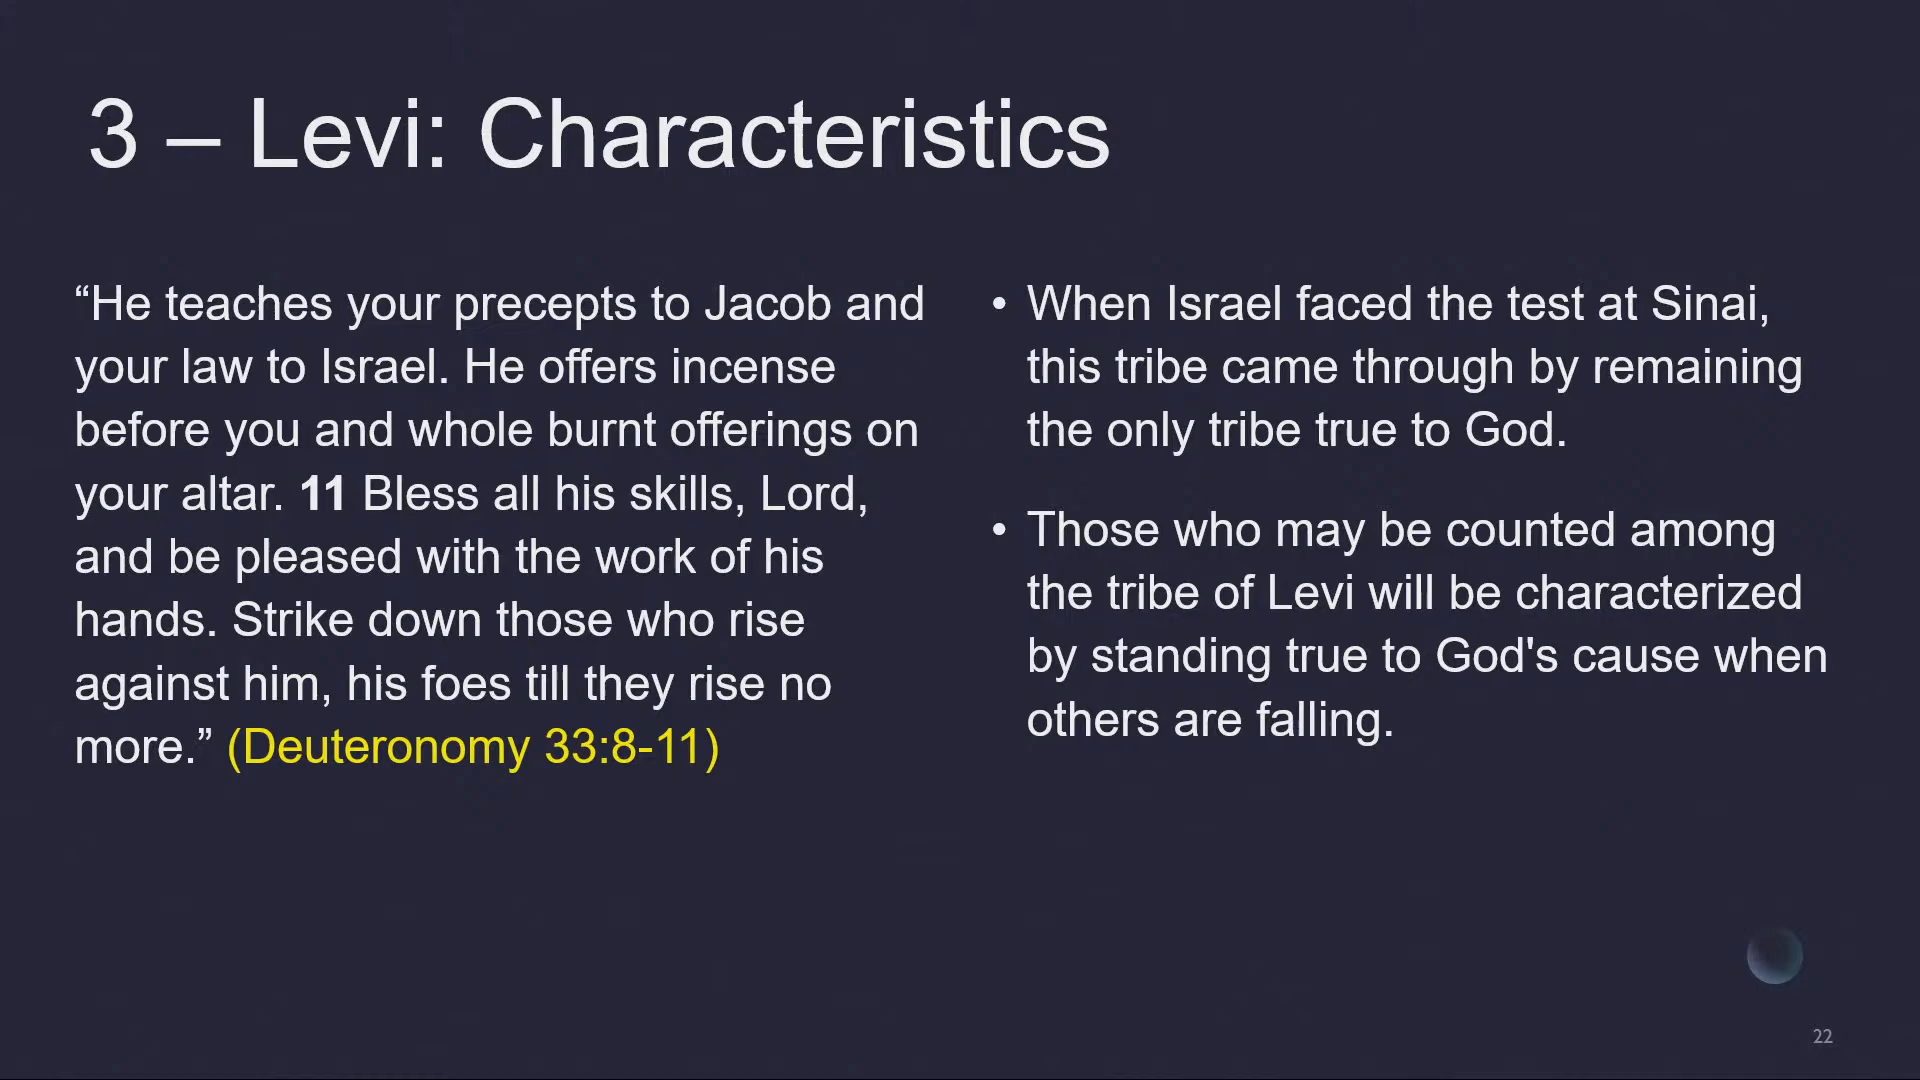 3 – Levi: Characteristics
“He teaches your precepts to Jacob and
your law to Israel. He offers incense
before you and whole burnt offerings on
your altar. 11 Bless all his skills, Lord,
and be pleased with the work of his
hands. Strike down those who rise
against him, his foes till they rise no
more.” (Deuteronomy 33:8-11)
• When Israel faced the test at Sinai,
this tribe came through by remaining
the only tribe true to God.
• Those who may be counted among
the tribe of Levi will be characterized
by standing true to God's cause when
others are falling.
22